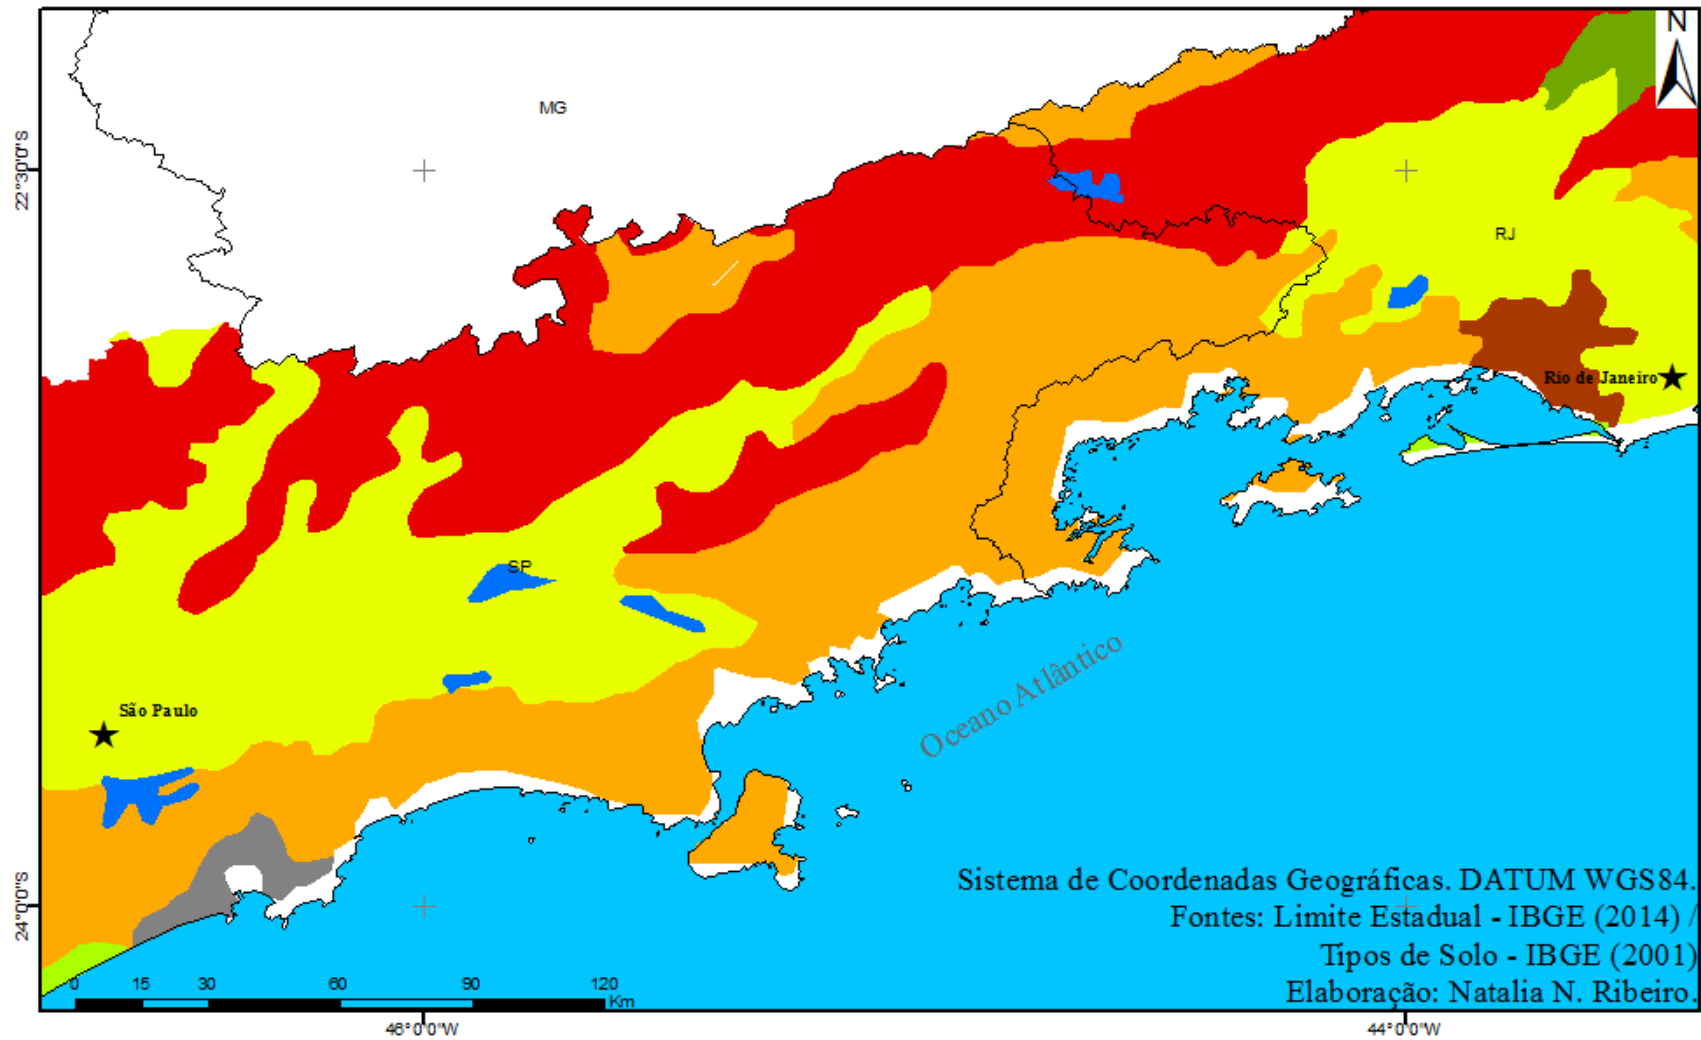 N
MG
22°30'0"S
RJ
Rio de Janeiro
SP
São Paulo
Oceano Atlântico
24°0'0"S
Sistema de Coordenadas Geográficas. DATUM WGS84.
Fontes: Limite Estadual - IBGE (2014) /
Tipos de Solo - IBGE (2001)
Elaboração: Natalia N. Ribeiro.
0 15 30 60 90 120
Km
46°0'0"W 44°0'0"W